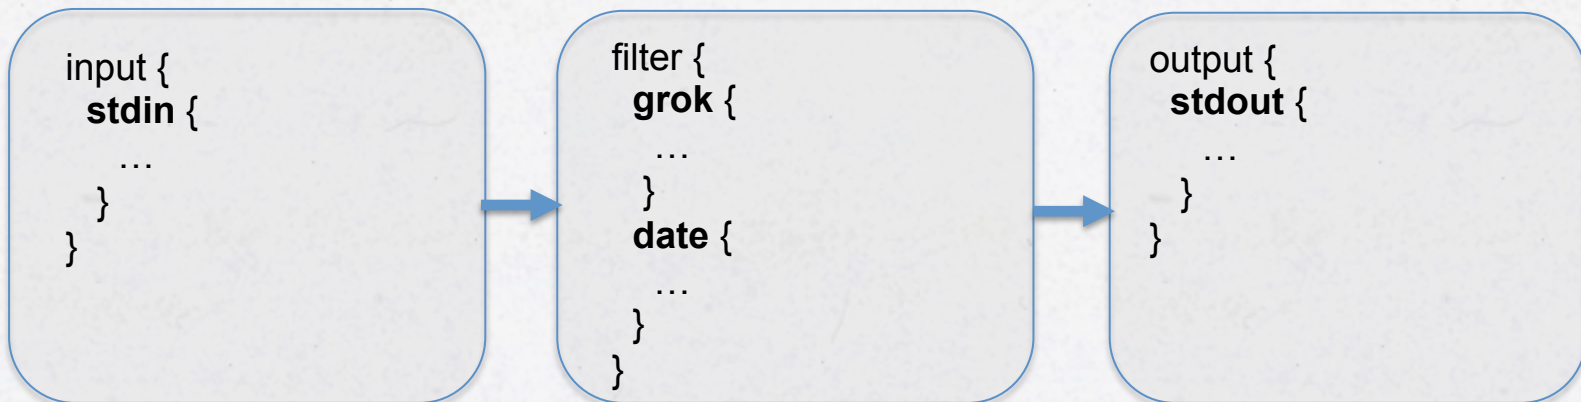 input {
stdin {
…
}
}
filter {
grok {
…
}
date {
…
}
}
output {
stdout {
…
}
}